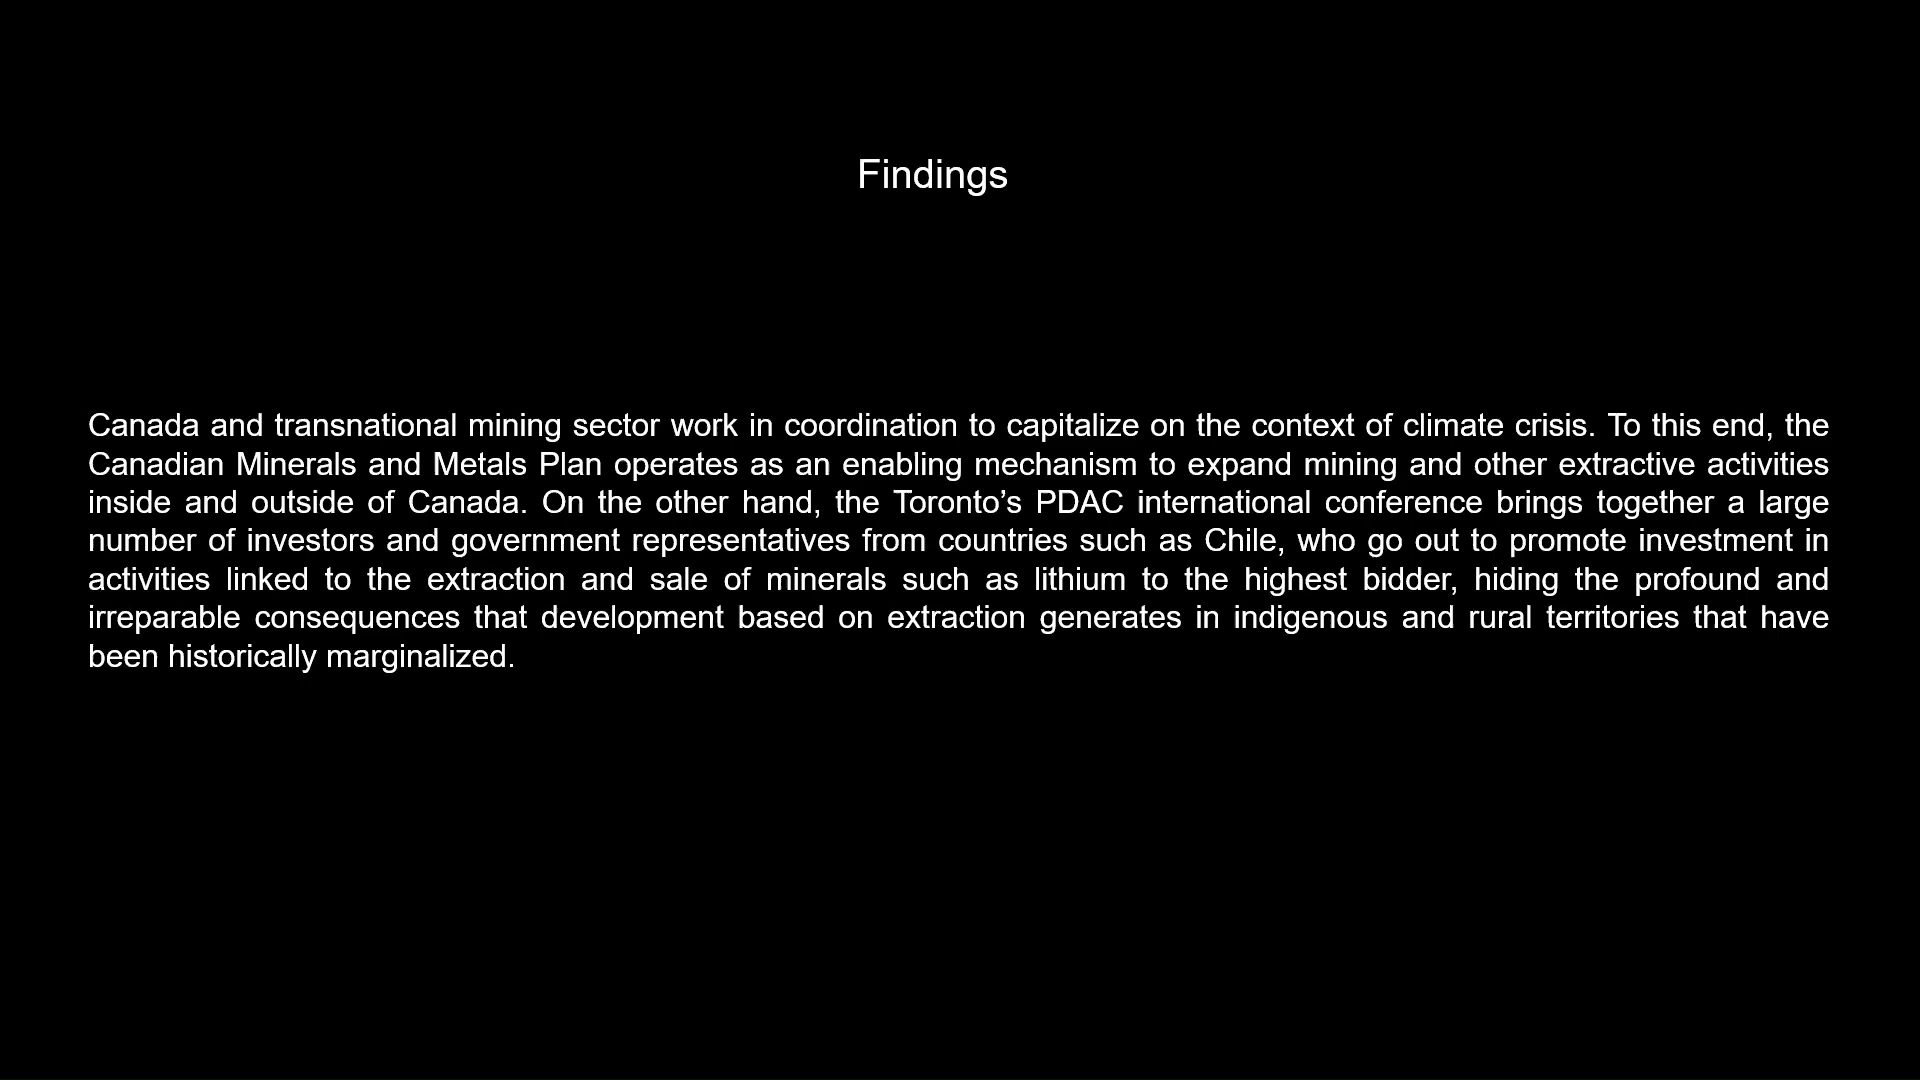 Findings
Canada and transnational mining sector work in coordination to capitalize on the context of climate crisis. To this end, the
Canadian Minerals and Metals Plan operates as an enabling mechanism to expand mining and other extractive activities
inside and outside of Canada. On the other hand, the Toronto’s PDAC international conference brings together a large
number of investors and government representatives from countries such as Chile, who go out to promote investment in
activities linked to the extraction and sale of minerals such as lithium to the highest bidder, hiding the profound and
irreparable consequences that development based on extraction generates in indigenous and rural territories that have
been historically marginalized.